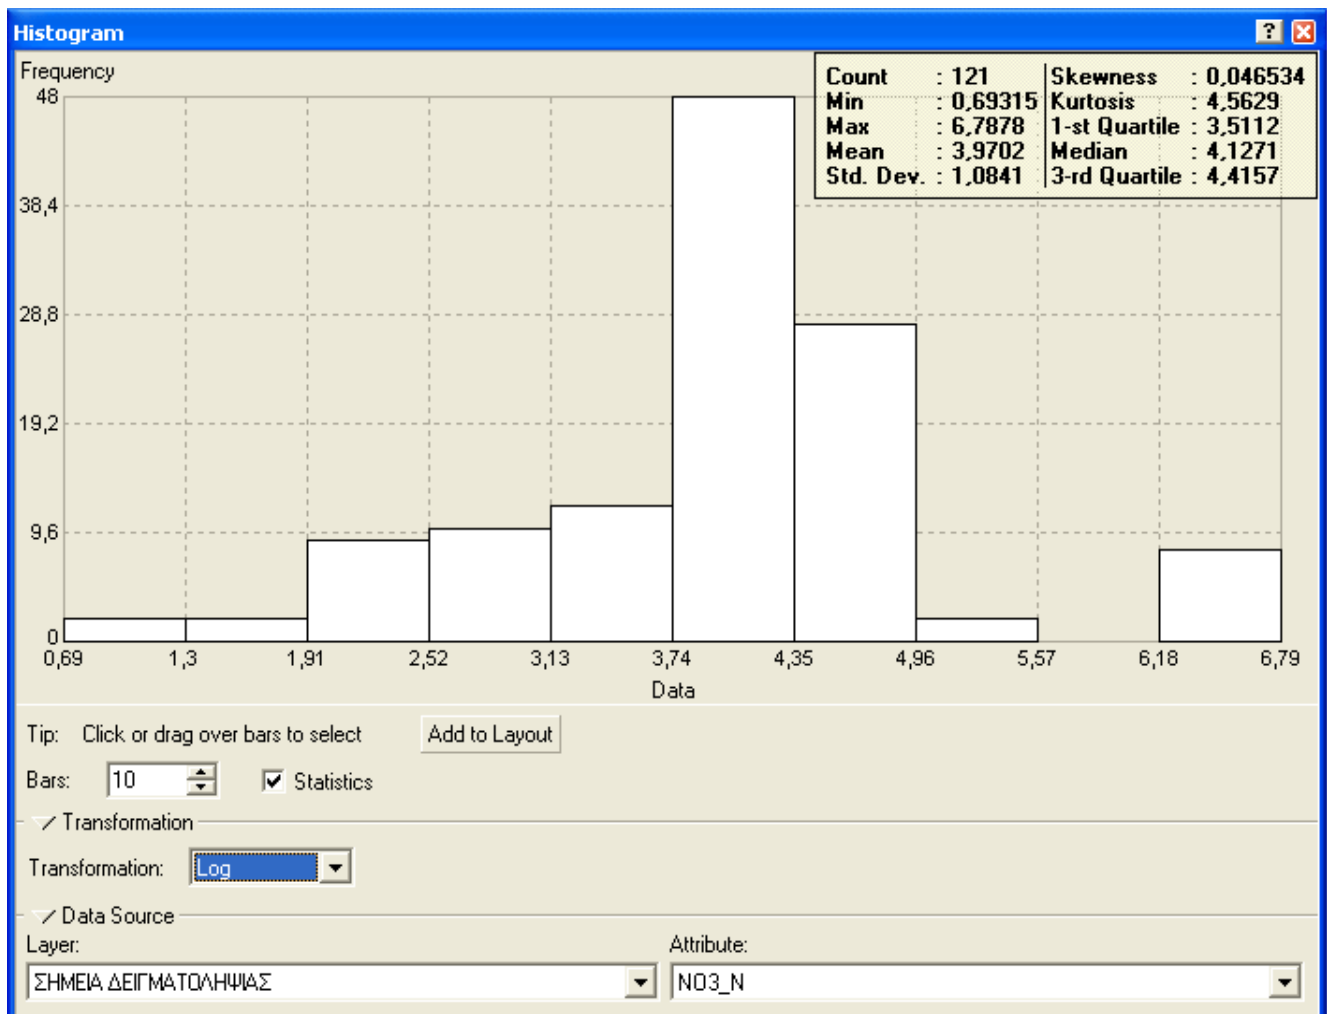 Histogram
Frequency
Count : 121 Skewness : 0,046534
Min : 0,69315 Kurtosis : 4,5629
Max : 6,7878 1-st Quartile : 3,5112
Mean : 3,9702 Median : 4,1271
Std. Dev. : 1,0841 3-rd Quartile : 4,4157
48
38,4
28,8
19,2
9,6
0
0,69 1,3 1,91 2,52 3,13 3,74 4,35 4,96 5,57 6,18 6,79
Data
Tip: Click or drag over bars to select Add to Layout
Bars: 10 Statistics
Transformation
Transformation: Log
Data Source
Layer: Attribute:
ΣΗΜΕΙΑ ΔΕΙΓΜΑΤΟΛΗΨΙΑΣ NO3_N